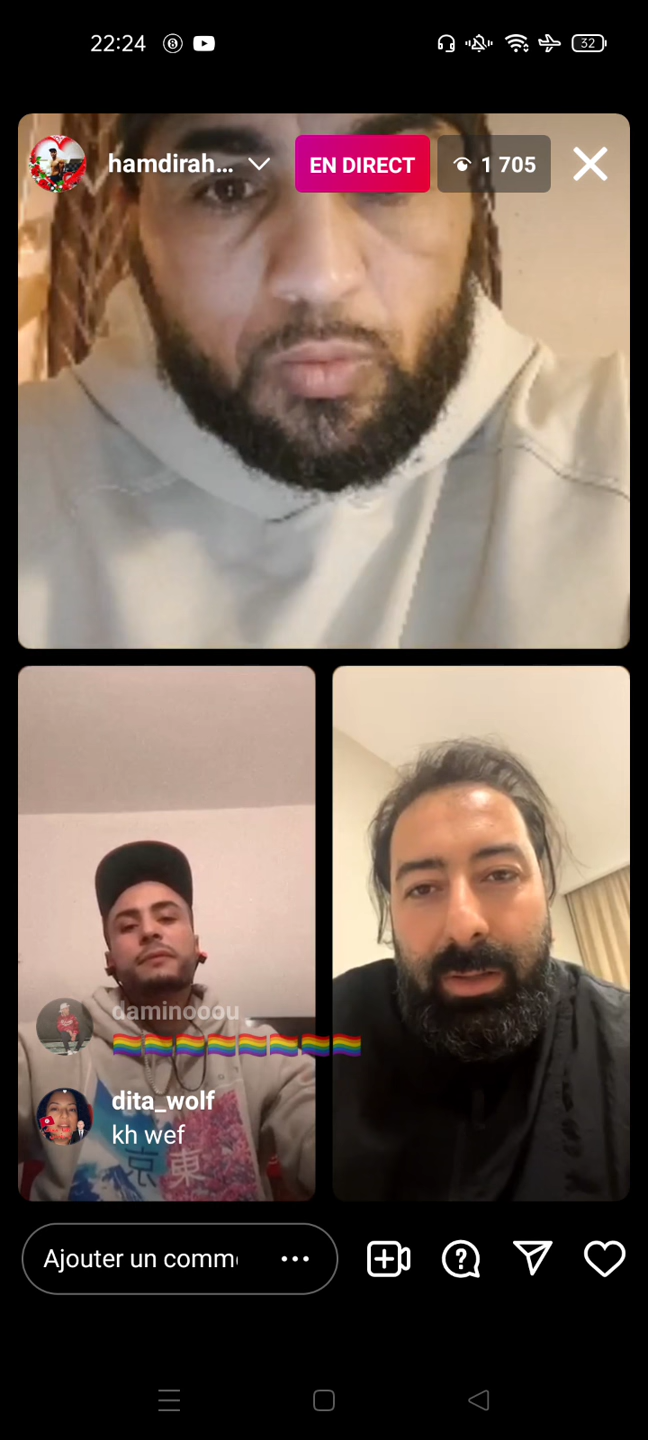 22:24
32
hamdirah...
EN DIRECT
1 705
daminooou
🏳️‍🌈🏳️‍🌈🏳️‍🌈🏳️‍🌈🏳️‍🌈🏳️‍🌈🏳️‍🌈🏳️‍🌈
dita_wolf
kh wef
京東
Ajouter un comm